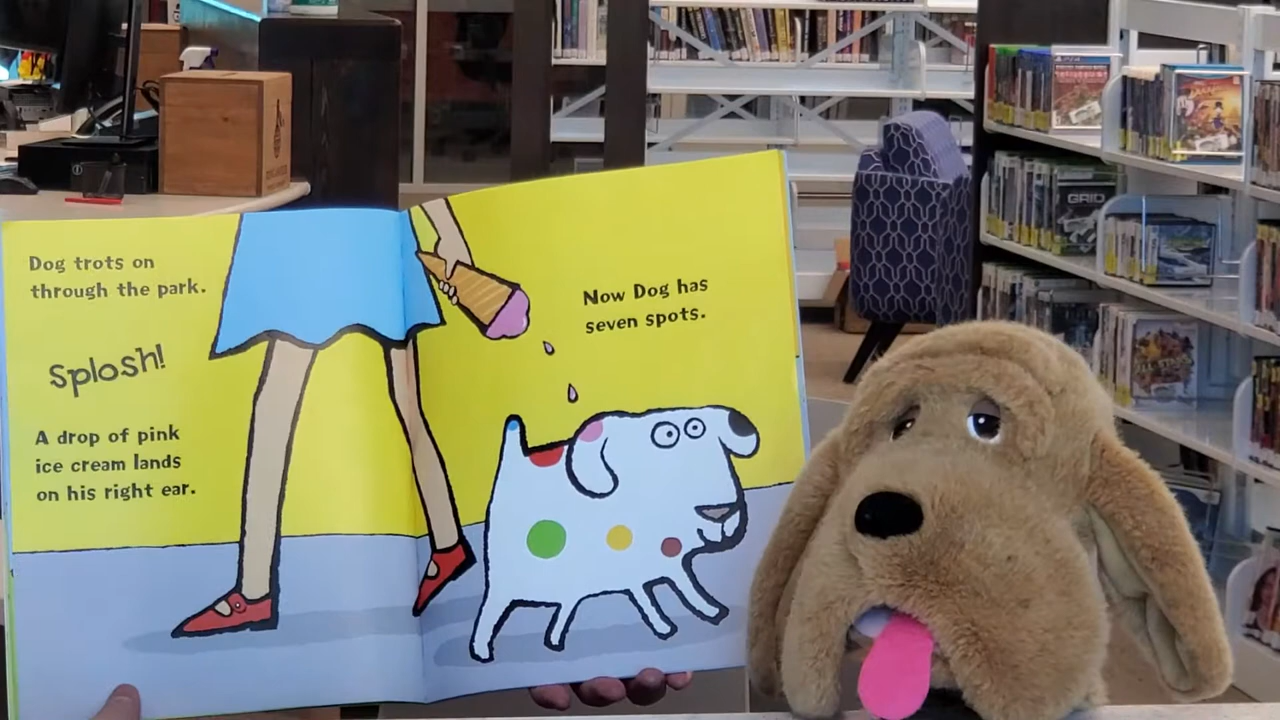 Dog trots on
through the park.
Splosh!
A drop of pink
ice cream lands
on his right ear.
Now Dog has
seven spots.
GRID